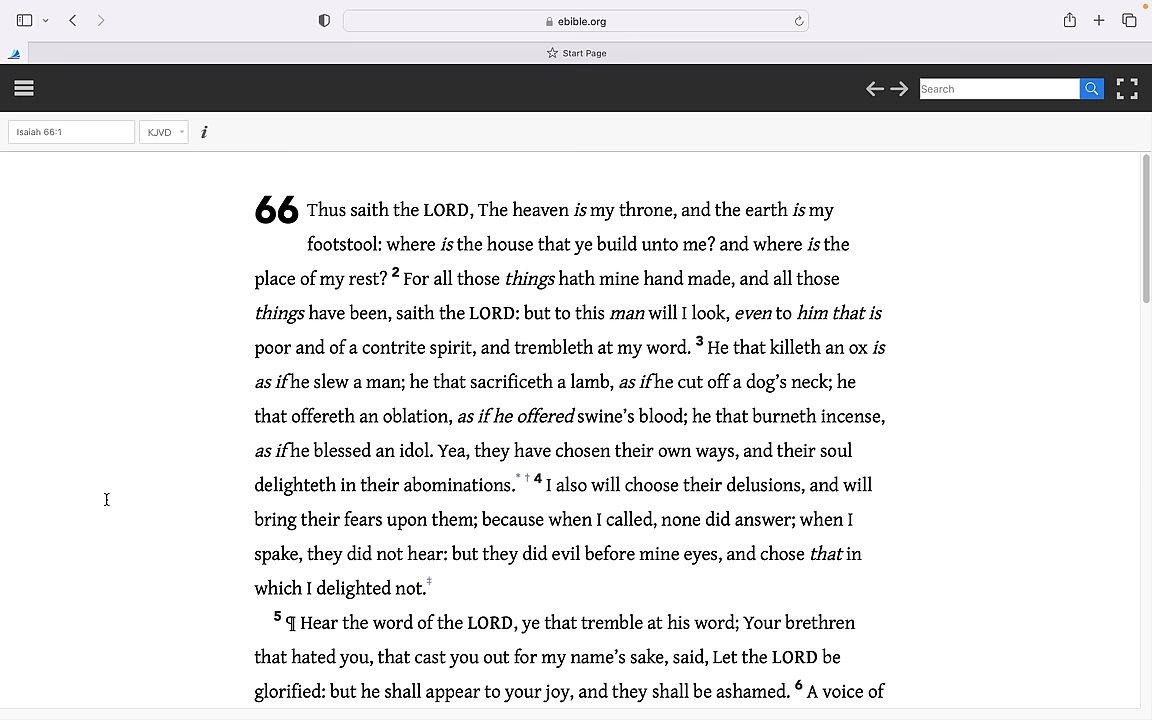 ebible.org
Start Page
Search
Isaiah 66:1
KJVD
i
66 Thus saith the LORD, The heaven is my throne, and the earth is my
footstool: where is the house that ye build unto me? and where is the
place of my rest? 2 For all those things hath mine hand made, and all those
things have been, saith the LORD: but to this man will I look, even to him that is
poor and of a contrite spirit, and trembleth at my word. 3 He that killeth an ox is
as if he slew a man; he that sacrificeth a lamb, as if he cut off a dog’s neck; he
that offereth an oblation, as if he offered swine’s blood; he that burneth incense,
as if he blessed an idol. Yea, they have chosen their own ways, and their soul
delighteth in their abominations.* † 4 I also will choose their delusions, and will
bring their fears upon them; because when I called, none did answer; when I
spake, they did not hear: but they did evil before mine eyes, and chose that in
which I delighted not.‡
5 ¶ Hear the word of the LORD, ye that tremble at his word; Your brethren
that hated you, that cast you out for my name’s sake, said, Let the LORD be
glorified: but he shall appear to your joy, and they shall be ashamed. 6 A voice of